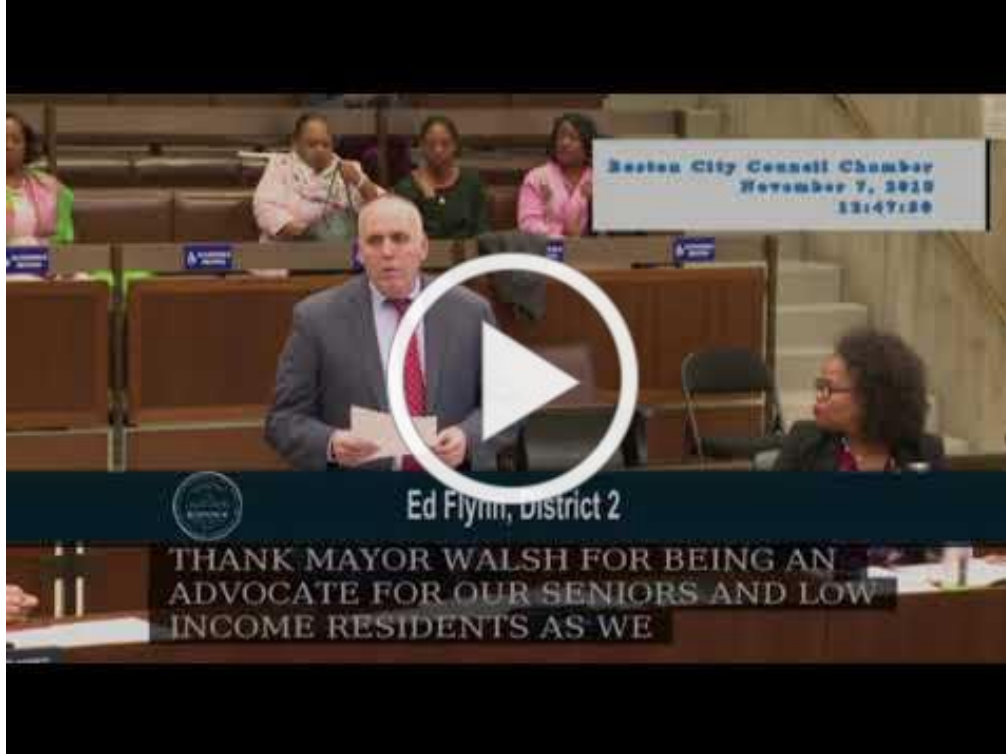 Boston City Council Chamber
November 7, 2018
12:47:50
Ed Flynn, District 2
THANK MAYOR WALSH FOR BEING AN
ADVOCATE FOR OUR SENIORS AND LOW
INCOME RESIDENTS AS WE